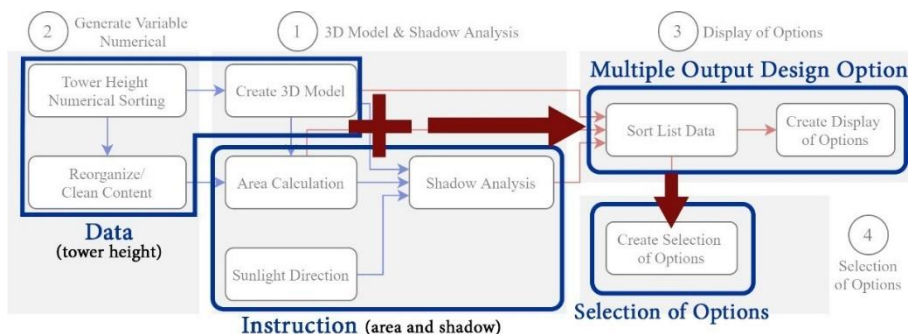 2
Generate Variable
Numerical
1
3D Model & Shadow Analysis
3
Display of Options
Multiple Output Design Option
Tower Height
Numerical Sorting
Create 3D Model
Sort List Data
Create Display
of Options
Reorganize/
Clean Content
Area Calculation
Shadow Analysis
Data
(tower height)
Sunlight Direction
Create Selection
of Options
4
Selection
of Options
Instruction (area and shadow)
Selection of Options